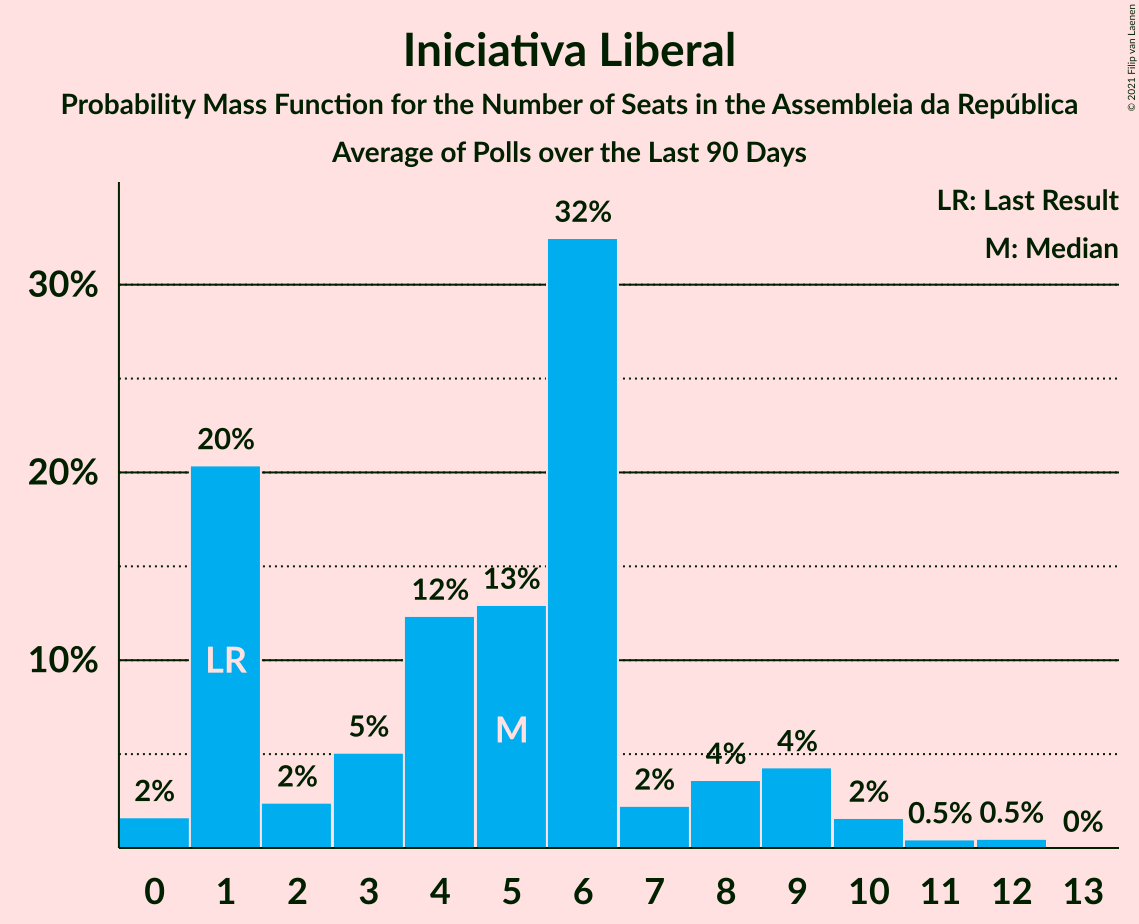 Iniciativa Liberal
Probability Mass Function for the Number of Seats in the Assembleia da República
Average of Polls over the Last 90 Days
© 2021 Filip van Laenen
LR: Last Result
M: Median
32%
30%
20%
20%
13%
12%
10%
LR
M
5%
4%
4%
2%
2%
2%
2%
0.5%
0.5%
0%
0 1 2 3 4 5 6 7 8 9 10 11 12 13